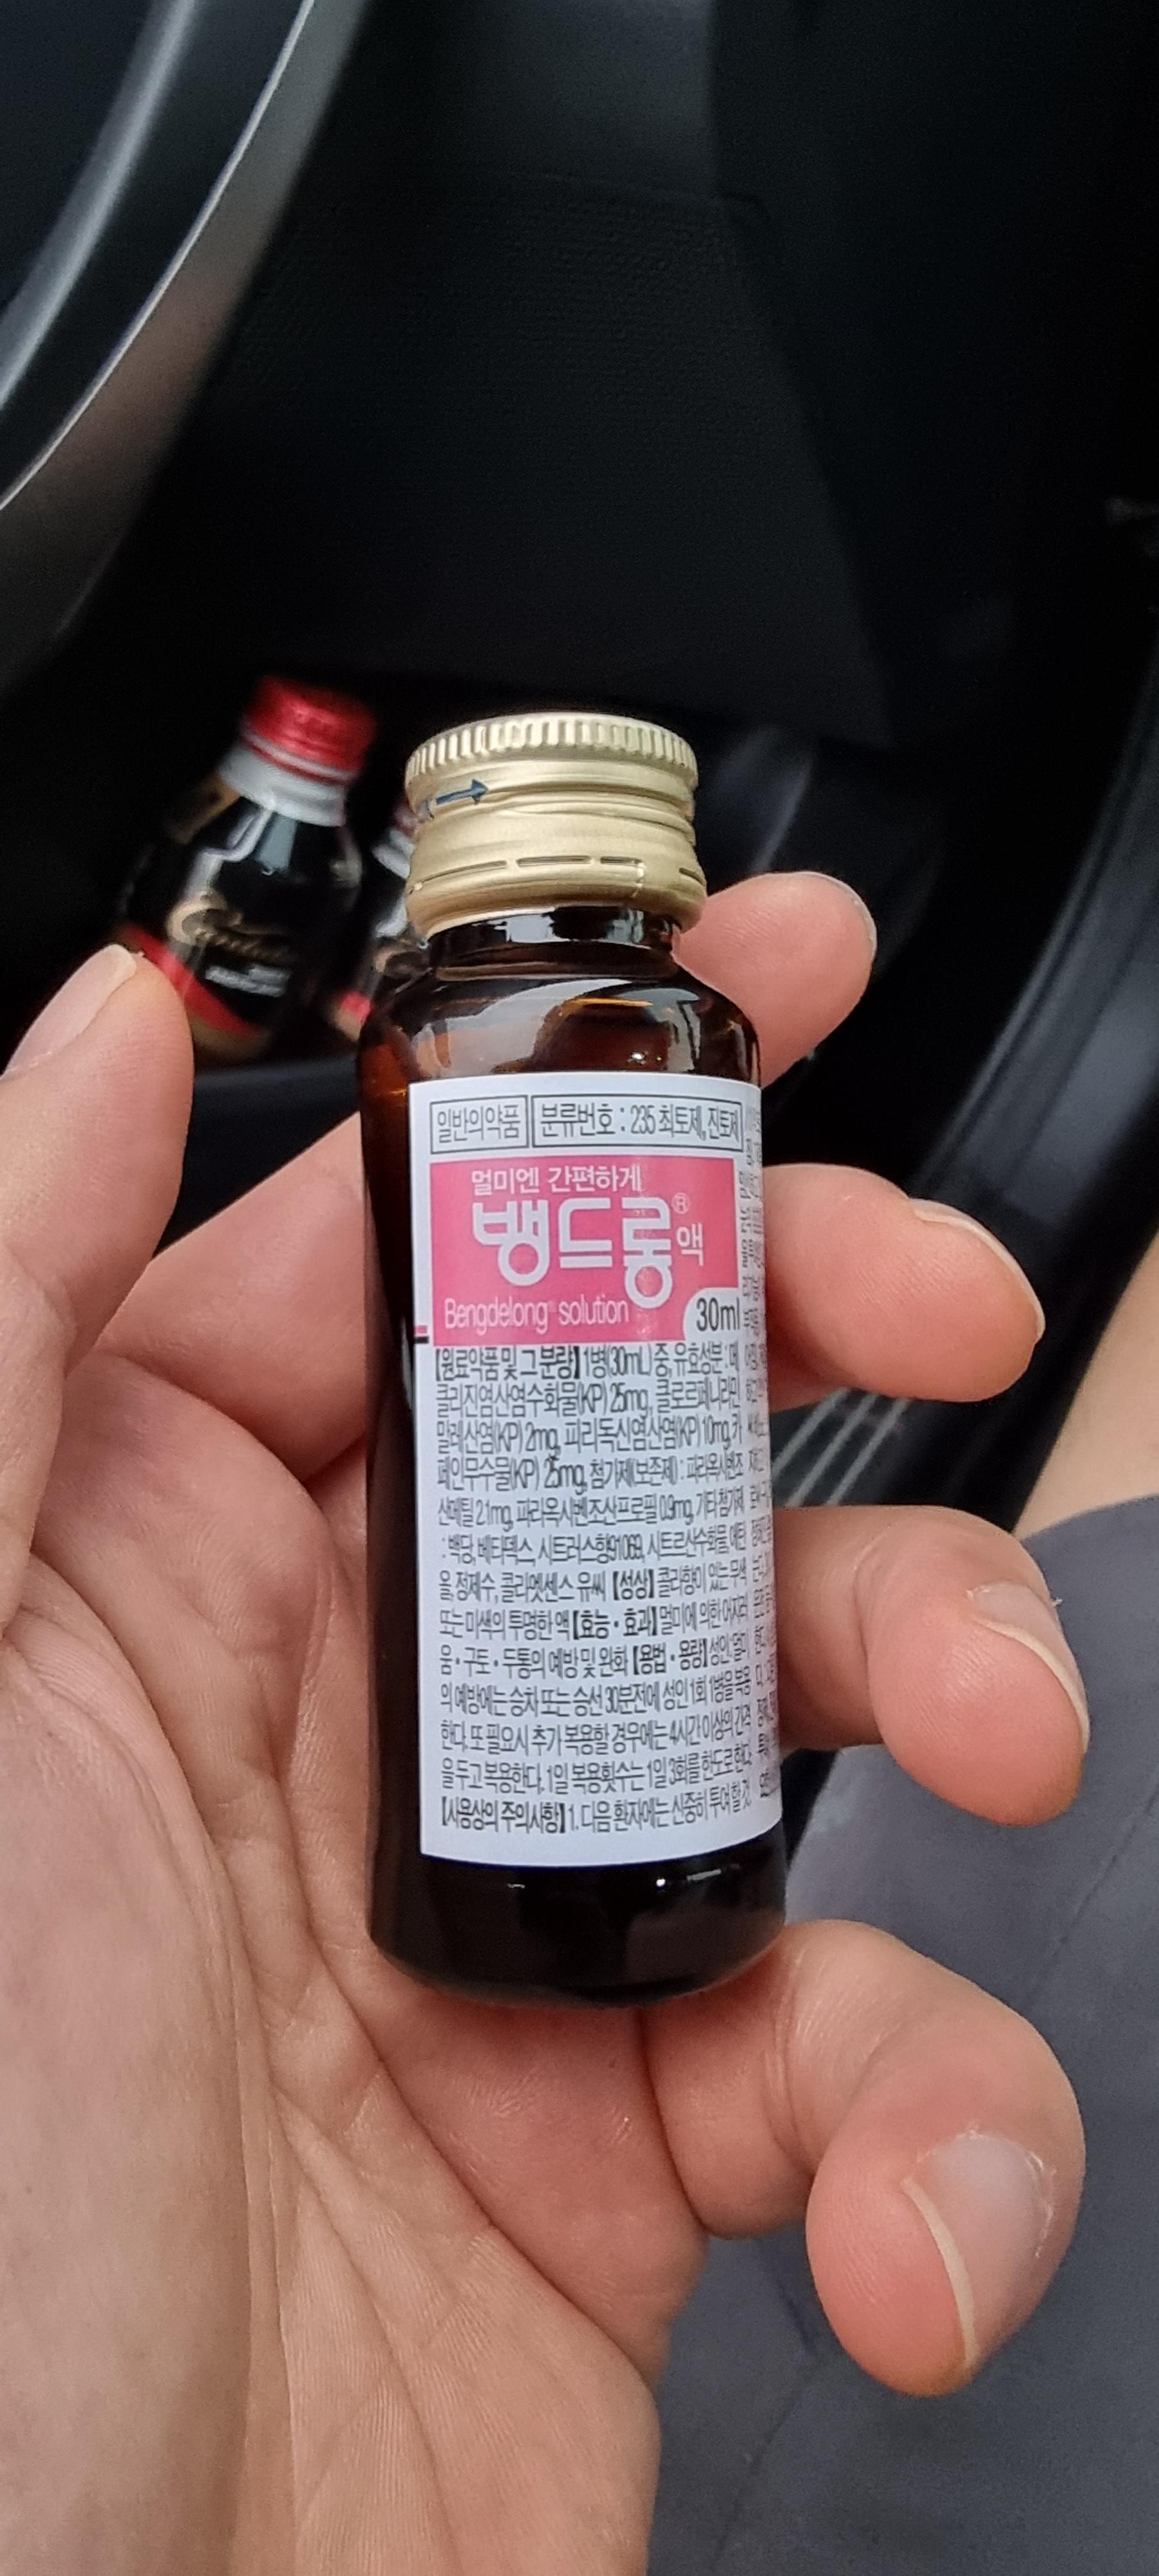 일반의약품 분류번호 : 235 최토제, 진토제
멀미엔 간편하게
뱅드롱® 액
Bengdelong® solution 30ml
【원료약품 및 그 분량】 1병(30mL) 중, 유효성분 : 메
클리진염산염수화물(KP) 25mg, 클로르페니라민
말레산염(KP) 2mg, 피리독신염산염(KP) 10mg, 카
페인무수물(KP) 25mg, 첨가제(보존제) : 파라옥시벤조
산메틸 2.1mg, 파라옥시벤조산프로필 0.9mg, 기타 첨가제
: 백당, 베타덱스, 시트러스향91069, 시트르산수화물, 에탄
올, 정제수, 콜라엣센스 유씨 【성상】 콜라향이 있는 무색
또는 미색의 투명한 액 【효능·효과】 멀미에 의한 어지러
움·구토·두통의 예방 및 완화 【용법·용량】 성인: 멀미
의 예방에는 승차 또는 승선 30분전에 성인 1회 1병을 복용
한다. 또 필요시 추가 복용할 경우에는 4시간 이상의 간격
을 두고 복용한다. 1일 복용횟수는 1일 3회를 한도로 한다.
【사용상의 주의사항】 1. 다음 환자에는 신중히 투여할 것.